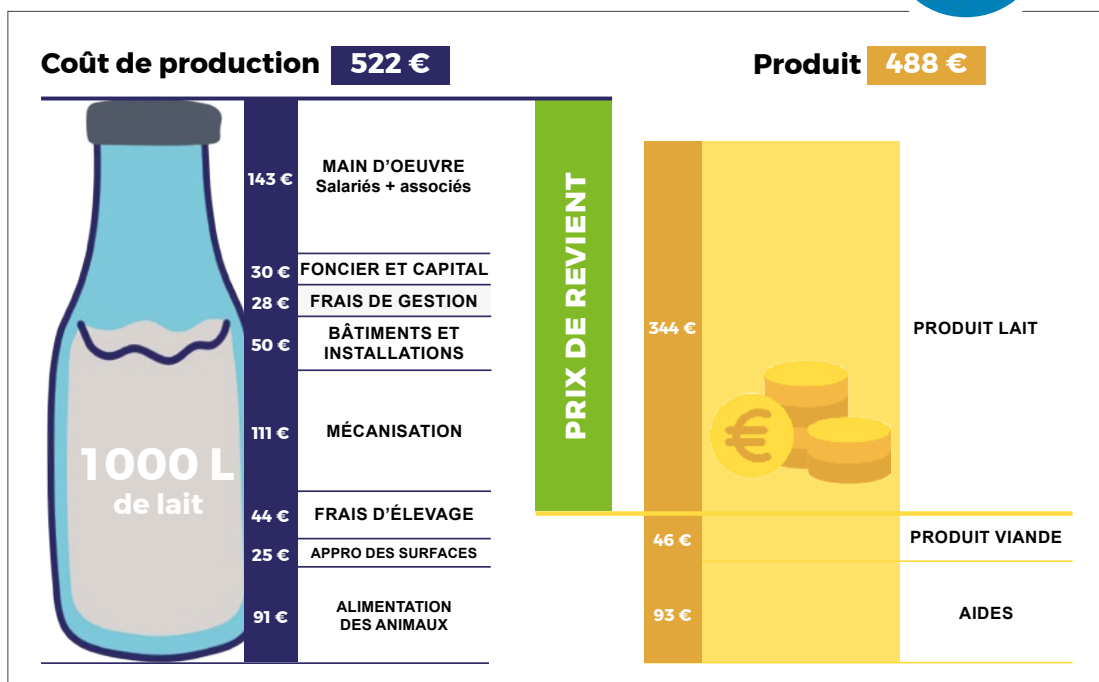 Coût de production 522 €
Produit 488 €
143 €
MAIN D’OEUVRE
Salariés + associés
30 €
FONCIER ET CAPITAL
28 €
FRAIS DE GESTION
50 €
BÂTIMENTS ET
INSTALLATIONS
111 €
MÉCANISATION
44 €
FRAIS D’ÉLEVAGE
25 €
APPRO DES SURFACES
91 €
ALIMENTATION
DES ANIMAUX
1000 L
de lait
PRIX DE REVIENT
344 €
PRODUIT LAIT
€
46 €
PRODUIT VIANDE
93 €
AIDES